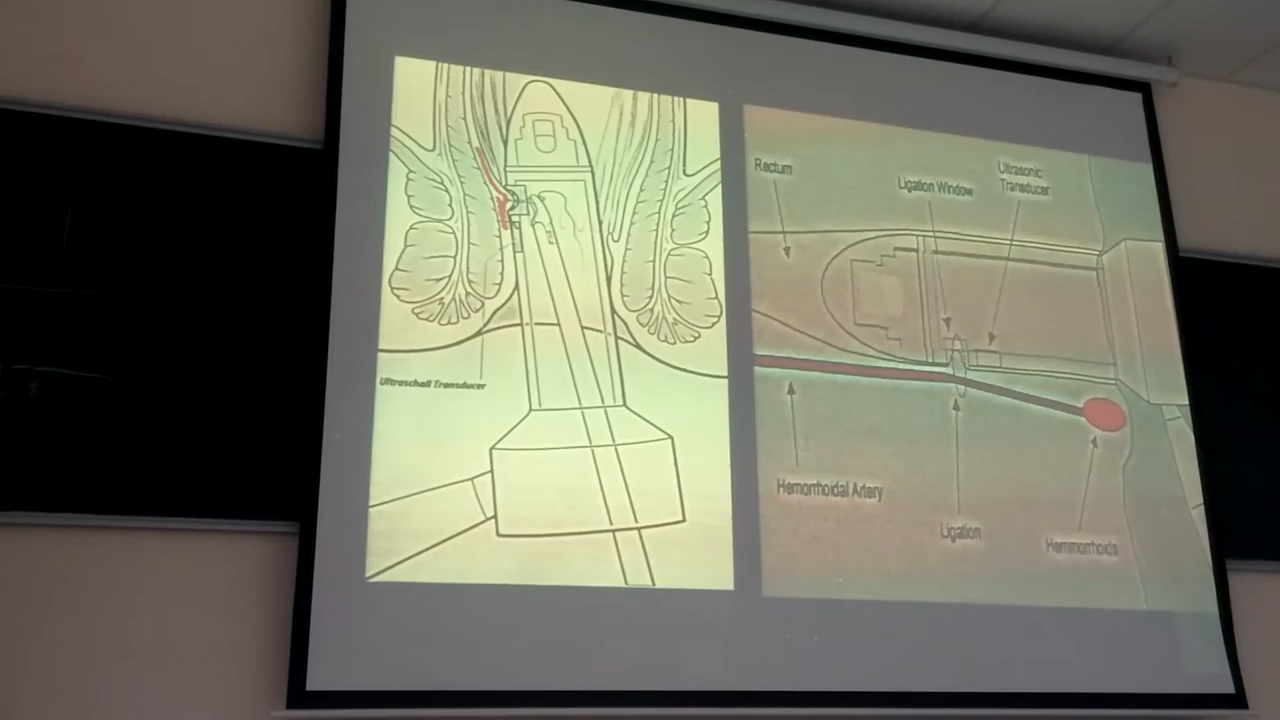 Ultraschall Transducer
Rectum
Ligation Window
Ultrasonic
Transducer
Hemorrhoidal Artery
Ligation
Hemmorrhoids